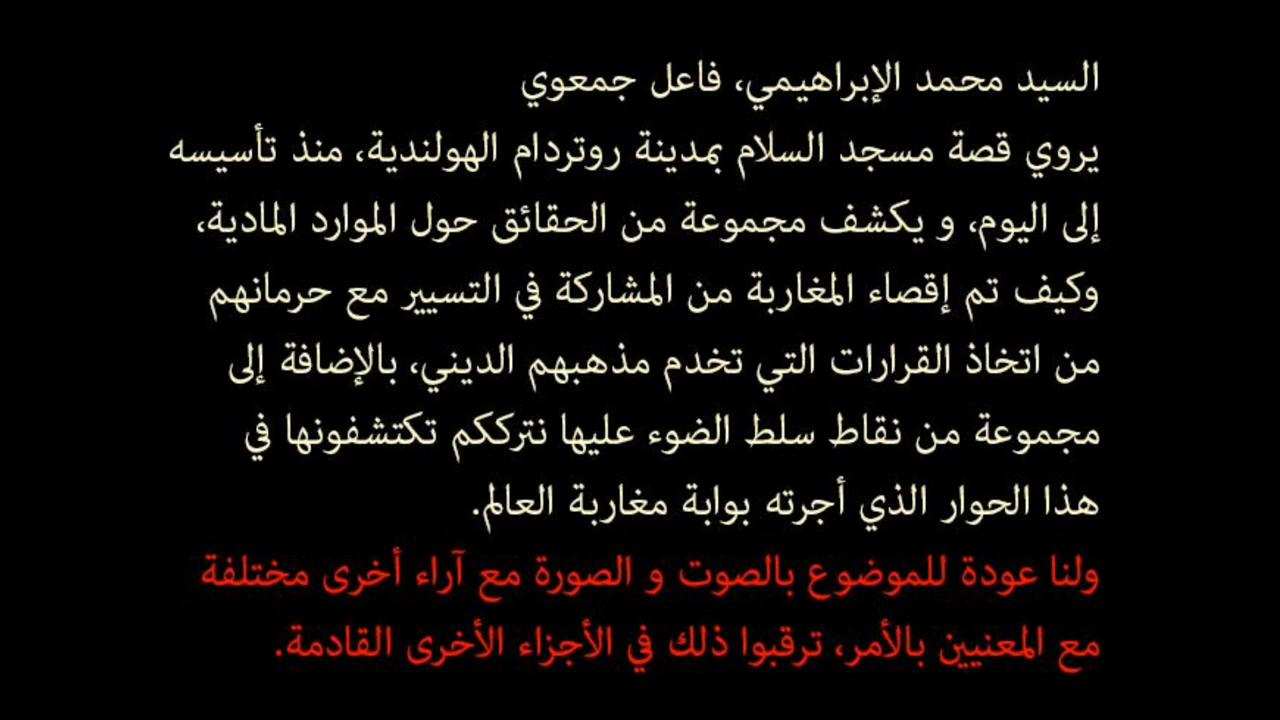 السيد محمد الإبراهيمي، فاعل جمعوي
يروي قصة مسجد السلام بمدينة روتردام الهولندية، منذ تأسيسه
إلى اليوم، و يكشف مجموعة من الحقائق حول الموارد المادية،
وكيف تم إقصاء المغاربة من المشاركة في التسيير مع حرمانهم
من اتخاذ القرارات التي تخدم مذهبهم الديني، بالإضافة إلى
مجموعة من نقاط سلط الضوء عليها نترككم تكتشفونها في
هذا الحوار الذي أجرته بوابة مغاربة العالم.
ولنا عودة للموضوع بالصوت و الصورة مع آراء أخرى مختلفة
مع المعنيين بالأمر، ترقبوا ذلك في الأجزاء الأخرى القادمة.